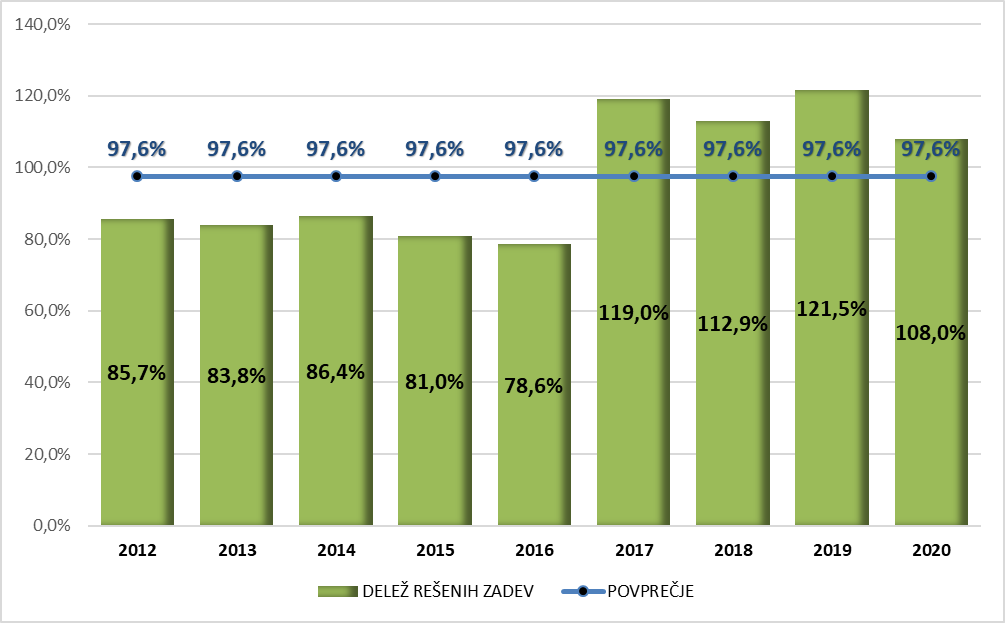 140,0%
120,0%
100,0%
80,0%
60,0%
40,0%
20,0%
0,0%
97,6% 97,6% 97,6% 97,6% 97,6% 97,6% 97,6% 97,6% 97,6%
85,7% 83,8% 86,4% 81,0% 78,6% 119,0% 112,9% 121,5% 108,0%
2012 2013 2014 2015 2016 2017 2018 2019 2020
DELEŽ REŠENIH ZADEV POVPREČJE